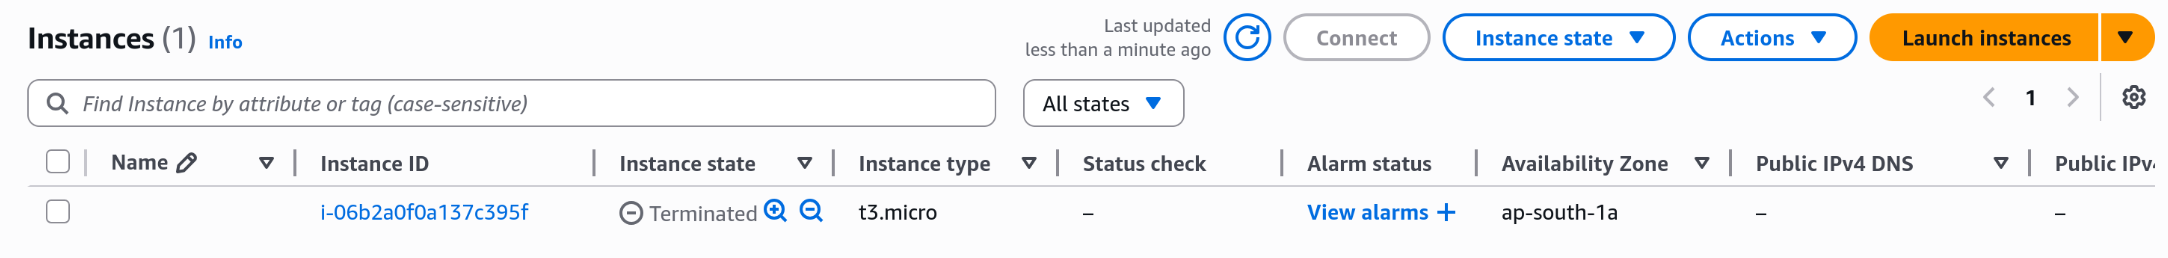 Instances (1) Info
Last updated
less than a minute ago
Connect
Instance state
Actions
Launch instances
Find Instance by attribute or tag (case-sensitive)
All states
1
Name Instance ID Instance state Instance type Status check Alarm status Availability Zone Public IPv4 DNS Public IPv4
i-06b2a0f0a137c395f Terminated t3.micro – View alarms + ap-south-1a – –